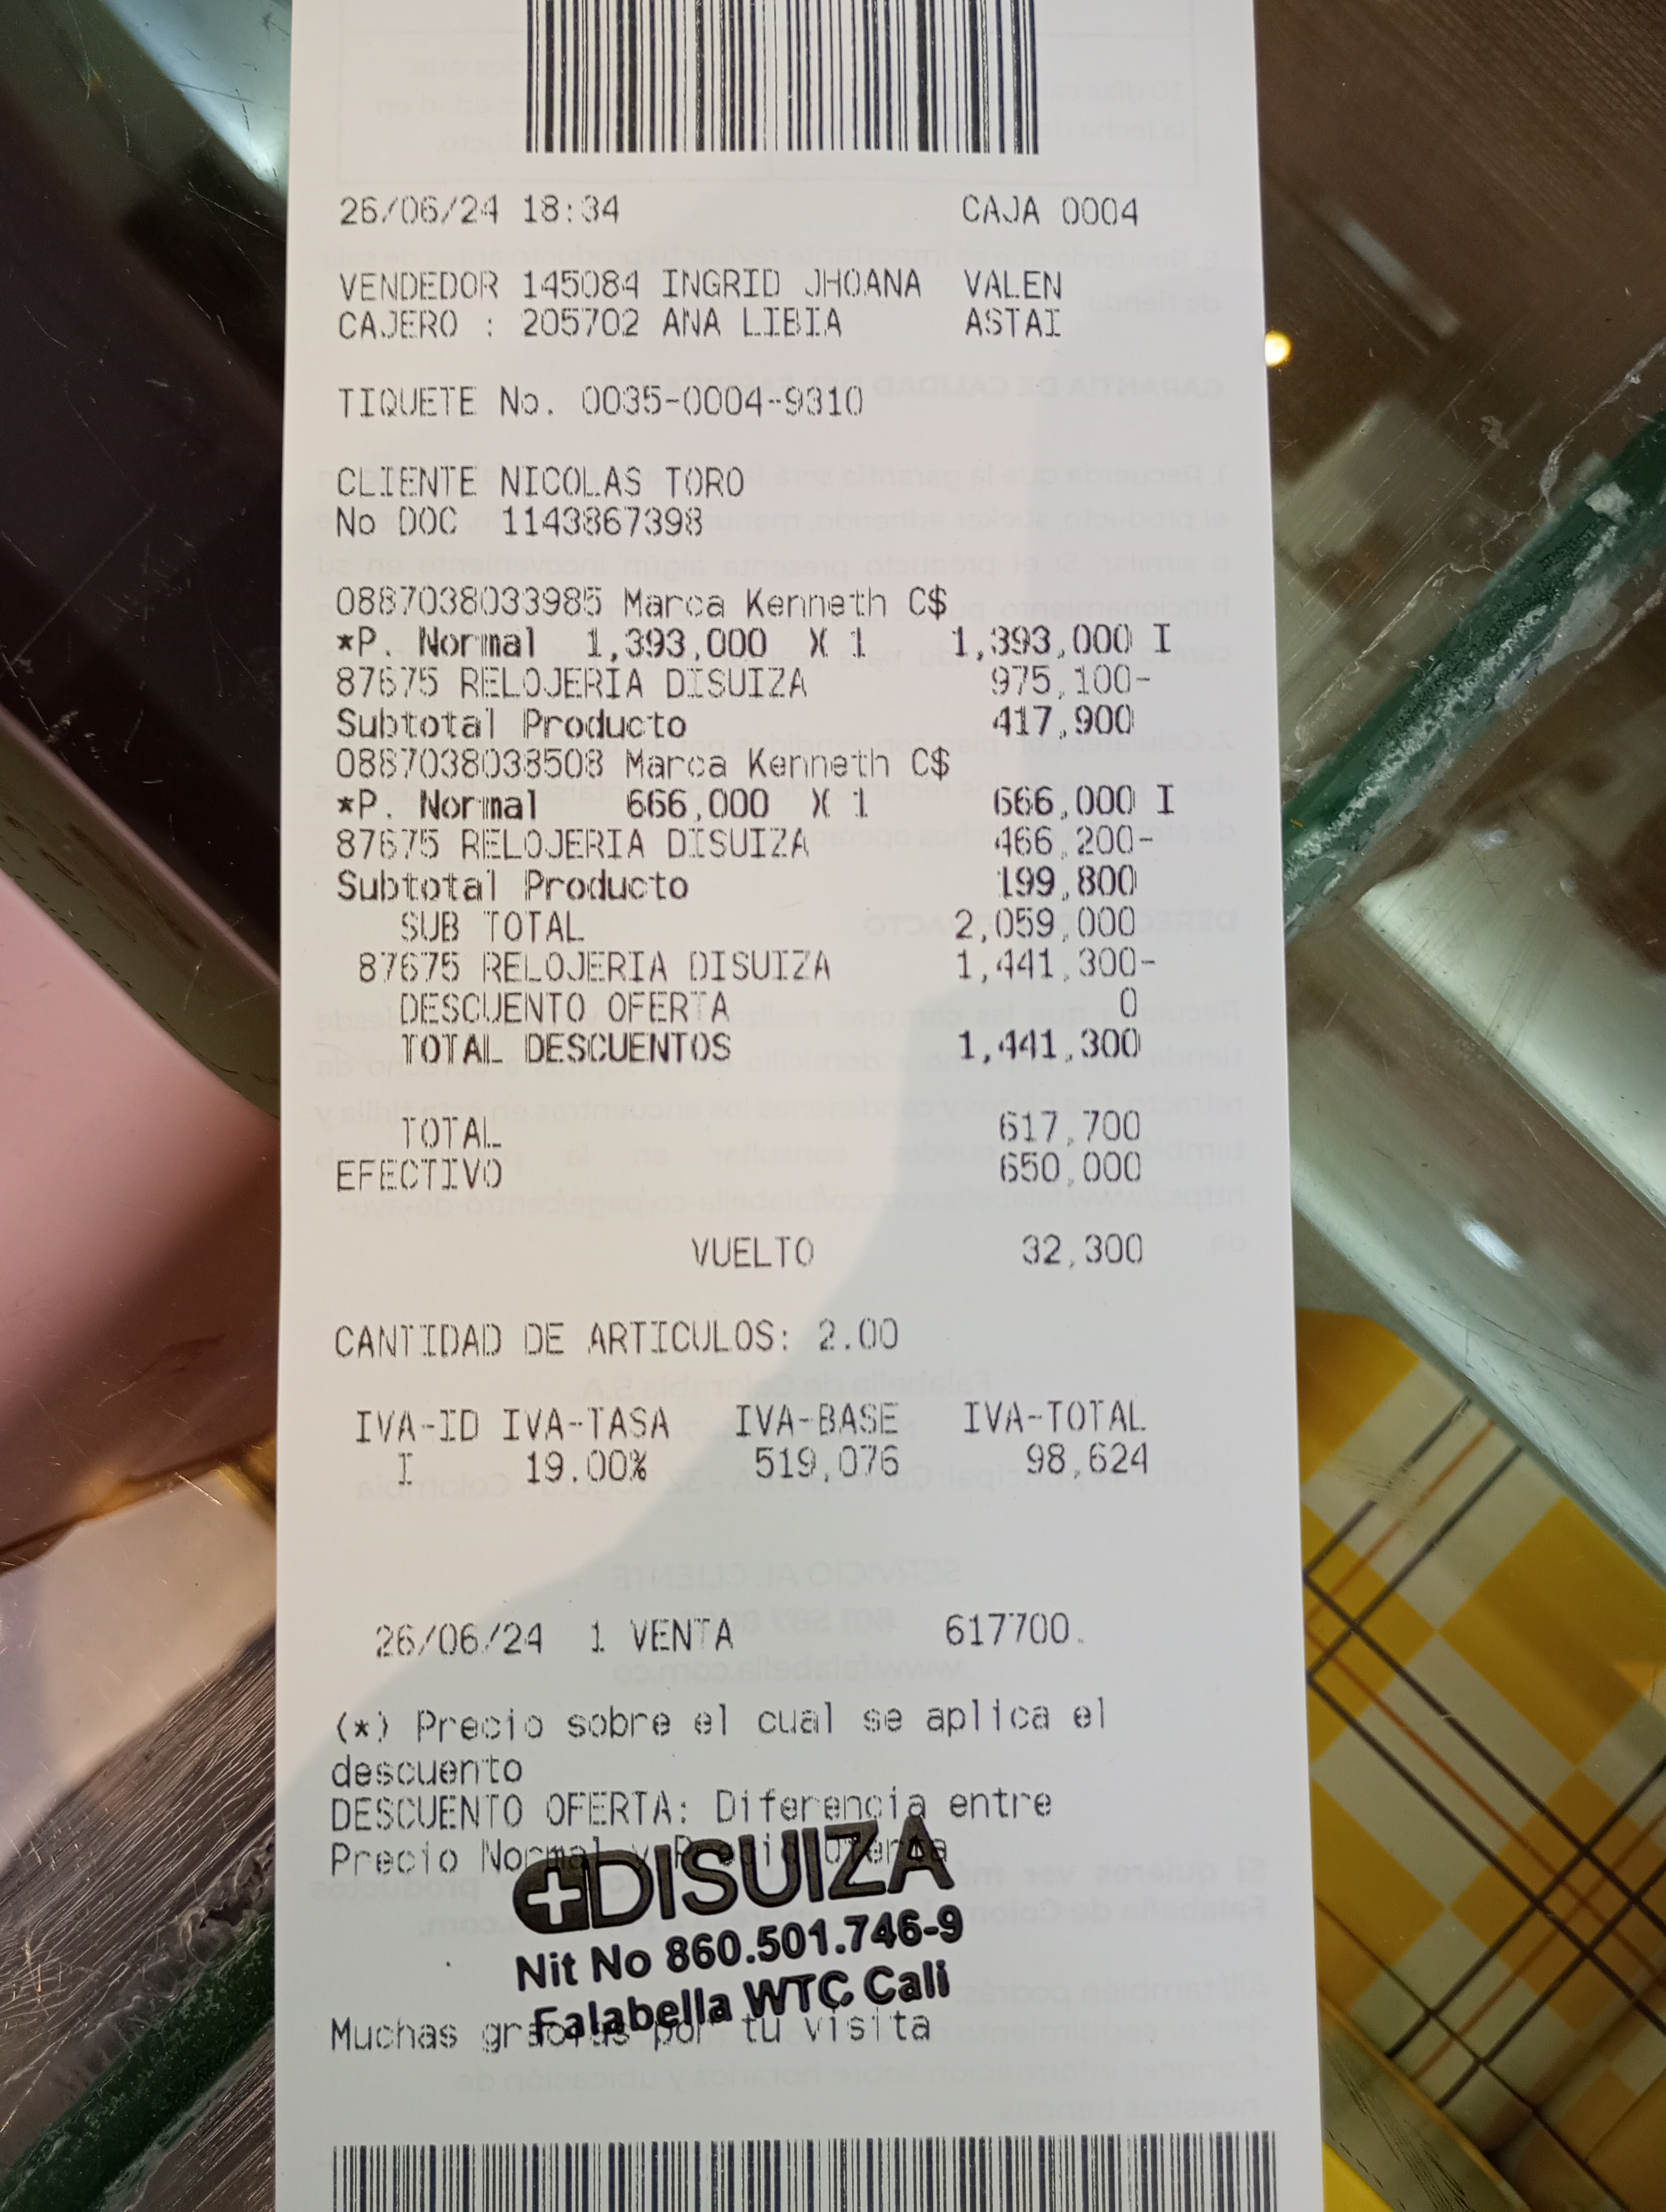 26/06/24 18:34 CAJA 0004
VENDEDOR 145084 INGRID JHOANA VALEN
CAJERO : 205702 ANA LIBIA ASTAI
TIQUETE No. 0035-0004-9310
CLIENTE NICOLAS TORO
No DOC 1143867398
0887038033985 Marca Kenneth C$
*P. Normal 1,393,000 X 1 1,393,000 I
87675 RELOJERIA DISUIZA 975,100-
Subtotal Producto 417,900
0887038038508 Marca Kenneth C$
*P. Normal 666,000 X 1 666,000 I
87675 RELOJERIA DISUIZA 466,200-
Subtotal Producto 199,800
SUB TOTAL 2,059,000
87675 RELOJERIA DISUIZA 1,441,300-
DESCUENTO OFERTA 0
TOTAL DESCUENTOS 1,441,300
TOTAL 617,700
EFECTIVO 650,000
VUELTO 32,300
CANTIDAD DE ARTICULOS: 2.00
IVA-ID IVA-TASA IVA-BASE IVA-TOTAL
I 19.00% 519,076 98,624
26/06/24 1 VENTA 617700.
(*) Precio sobre el cual se aplica el
descuento
DESCUENTO OFERTA: Diferencia entre
Precio Normal y Precio Oferta
DISUIZA
Nit No 860.501.746-9
Falabella WTC Cali
Muchas gracias por tu visita